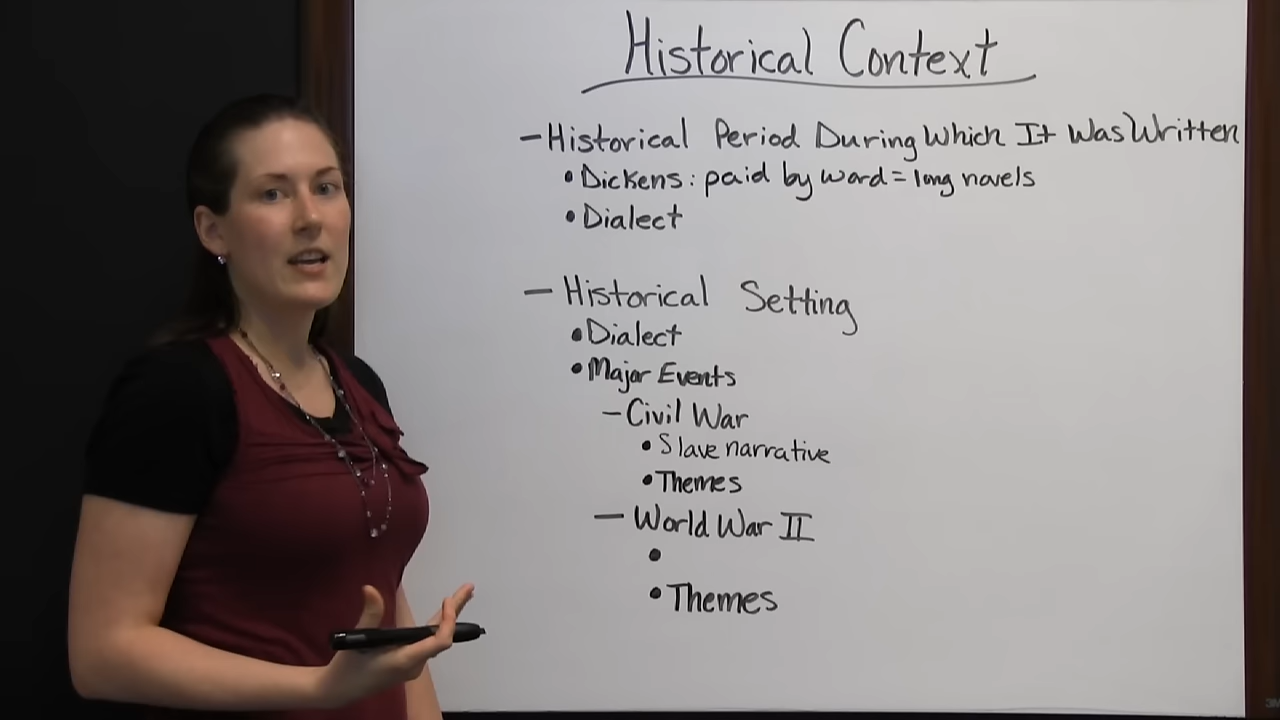 Historical Context
- Historical Period During Which It Was Written
• Dickens: paid by word = long novels
• Dialect
- Historical Setting
• Dialect
• Major Events
- Civil War
• Slave narrative
• Themes
- World War II
•
• Themes